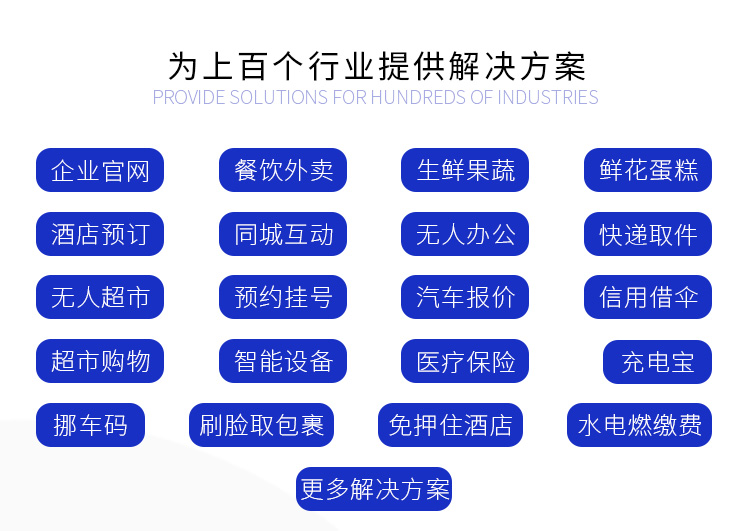 为上百个行业提供解决方案
PROVIDE SOLUTIONS FOR HUNDREDS OF INDUSTRIES
企业官网 餐饮外卖 生鲜果蔬 鲜花蛋糕
酒店预订 同城互动 无人办公 快递取件
无人超市 预约挂号 汽车报价 信用借伞
超市购物 智能设备 医疗保险 充电宝
挪车码 刷脸取包裹 免押住酒店 水电燃缴费
更多解决方案